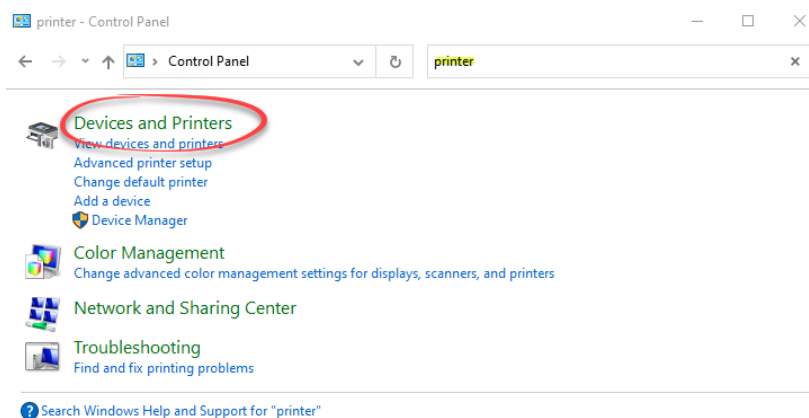 printer - Control Panel
Control Panel
printer
Devices and Printers
View devices and printers
Advanced printer setup
Change default printer
Add a device
Device Manager
Color Management
Change advanced color management settings for displays, scanners, and printers
Network and Sharing Center
Troubleshooting
Find and fix printing problems
Search Windows Help and Support for "printer"